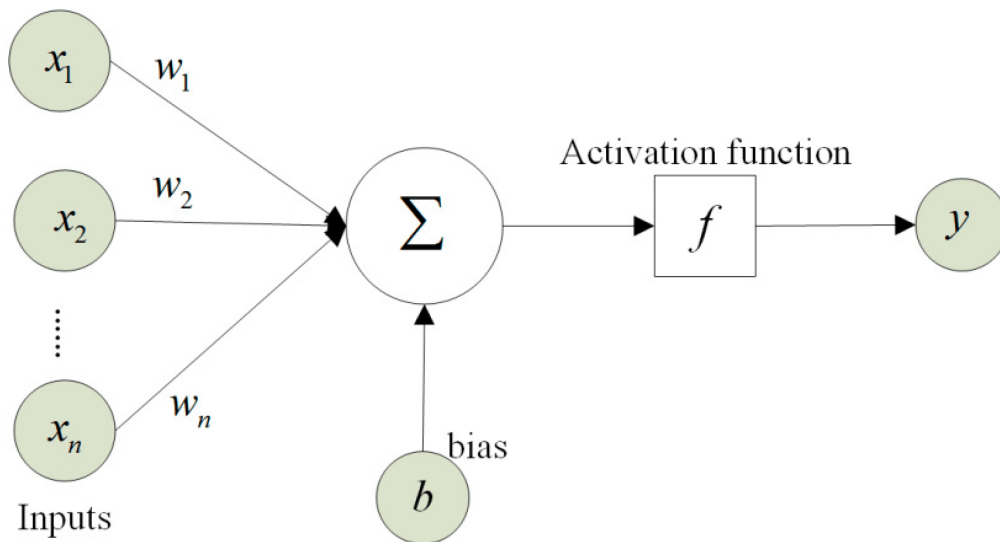 x₁
w₁
Activation function
x₂
w₂
Σ
f
y
......
xₙ
wₙ
bias
b
Inputs